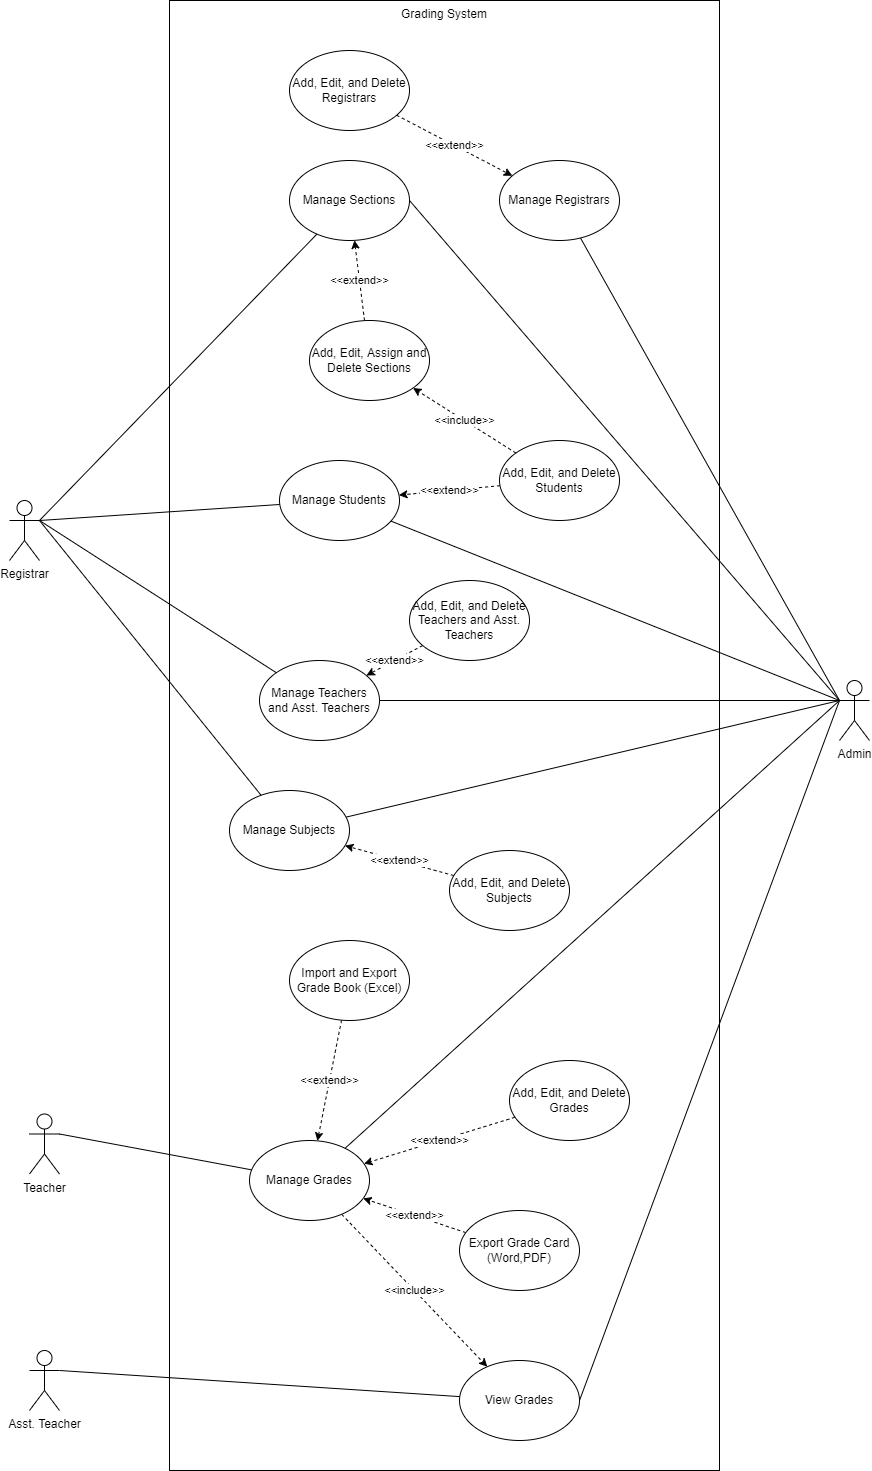 Grading System
Add, Edit, and Delete
Registrars
<<extend>>
Manage Sections
Manage Registrars
<<extend>>
Add, Edit, Assign and
Delete Sections
<<include>>
Add, Edit, and Delete
Students
<<extend>>
Manage Students
Registrar
Add, Edit, and Delete
Teachers and Asst.
Teachers
<<extend>>
Manage Teachers
and Asst. Teachers
Admin
Manage Subjects
<<extend>>
Add, Edit, and Delete
Subjects
Import and Export
Grade Book (Excel)
<<extend>>
Add, Edit, and Delete
Grades
<<extend>>
Teacher
Manage Grades
<<extend>>
Export Grade Card
(Word,PDF)
<<include>>
View Grades
Asst. Teacher